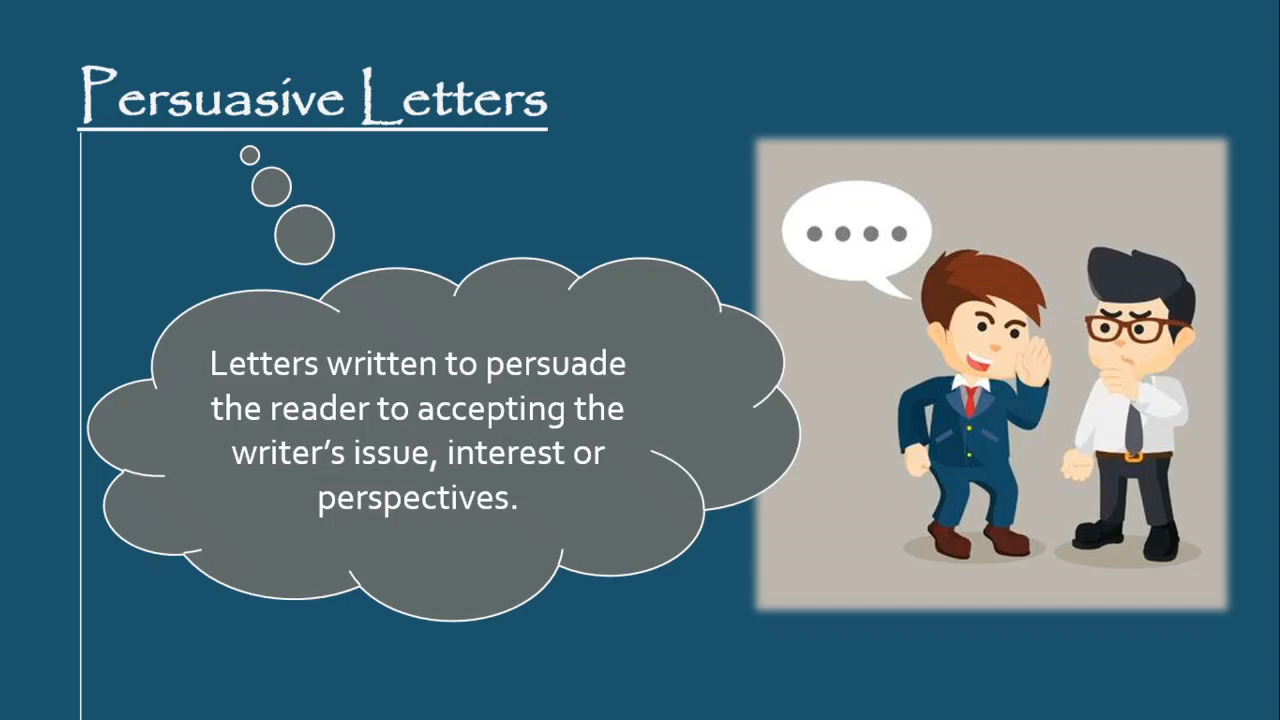 Persuasive Letters
Letters written to persuade
the reader to accepting the
writer’s issue, interest or
perspectives.